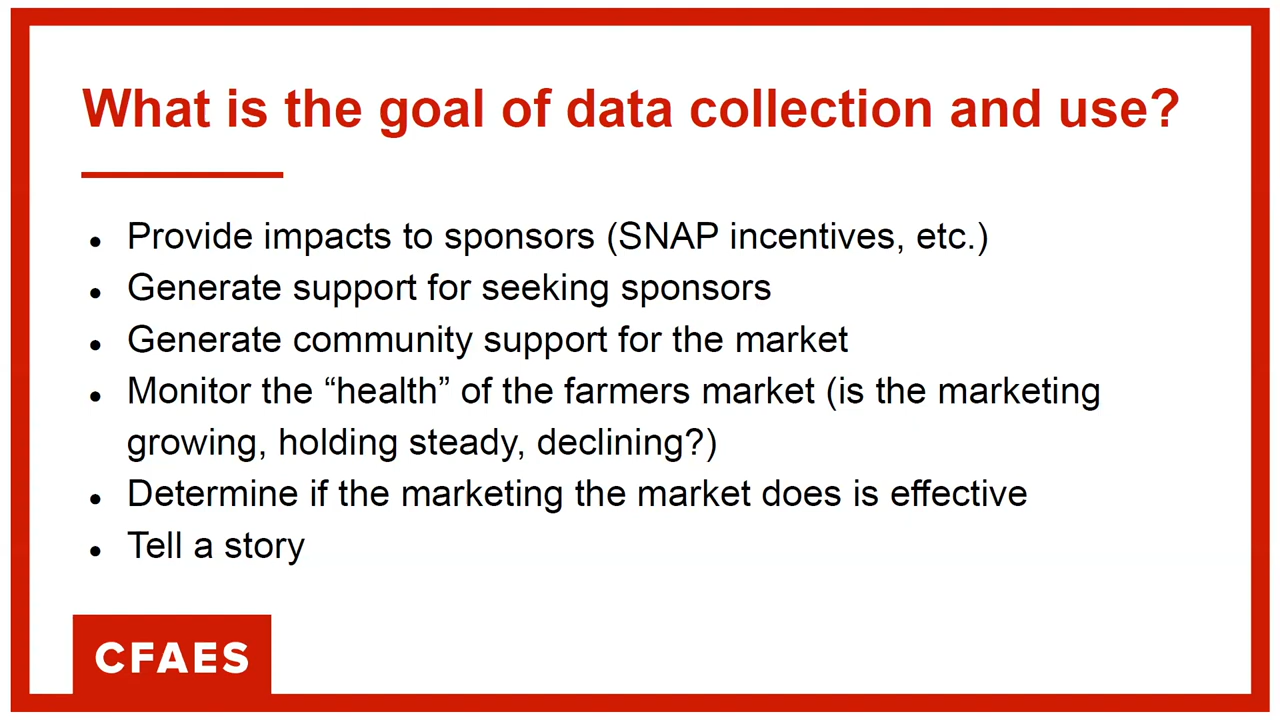 What is the goal of data collection and use?
• Provide impacts to sponsors (SNAP incentives, etc.)
• Generate support for seeking sponsors
• Generate community support for the market
• Monitor the “health” of the farmers market (is the marketing
growing, holding steady, declining?)
• Determine if the marketing the market does is effective
• Tell a story
CFAES